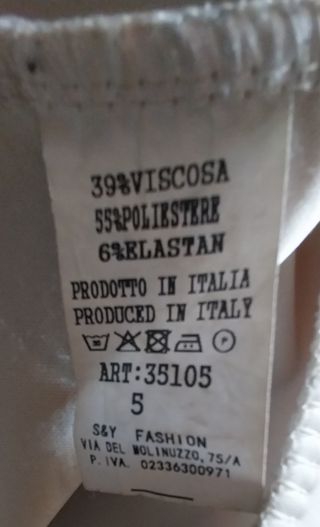 39%VISCOSA
55%POLIESTERE
6%ELASTAN
PRODOTTO IN ITALIA
PRODUCED IN ITALY
P
ART:35105
5
S&Y FASHION
VIA DEL MOLINUZZO,75/A
P.IVA. 02336300971